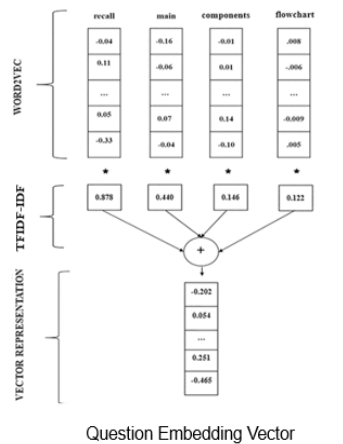 recall main components flowchart
-0.04 -0.16 -0.01 .008
0.11 -0.06 0.01 -.006
... ... ... ...
0.05 0.07 0.14 -0.009
-0.33 -0.04 -0.10 .005
WORD2VEC
* * * *
0.878 0.440 0.146 0.122
TFIDF-IDF
+
-0.202
0.054
...
0.251
-0.465
VECTOR REPRESENTATION
Question Embedding Vector